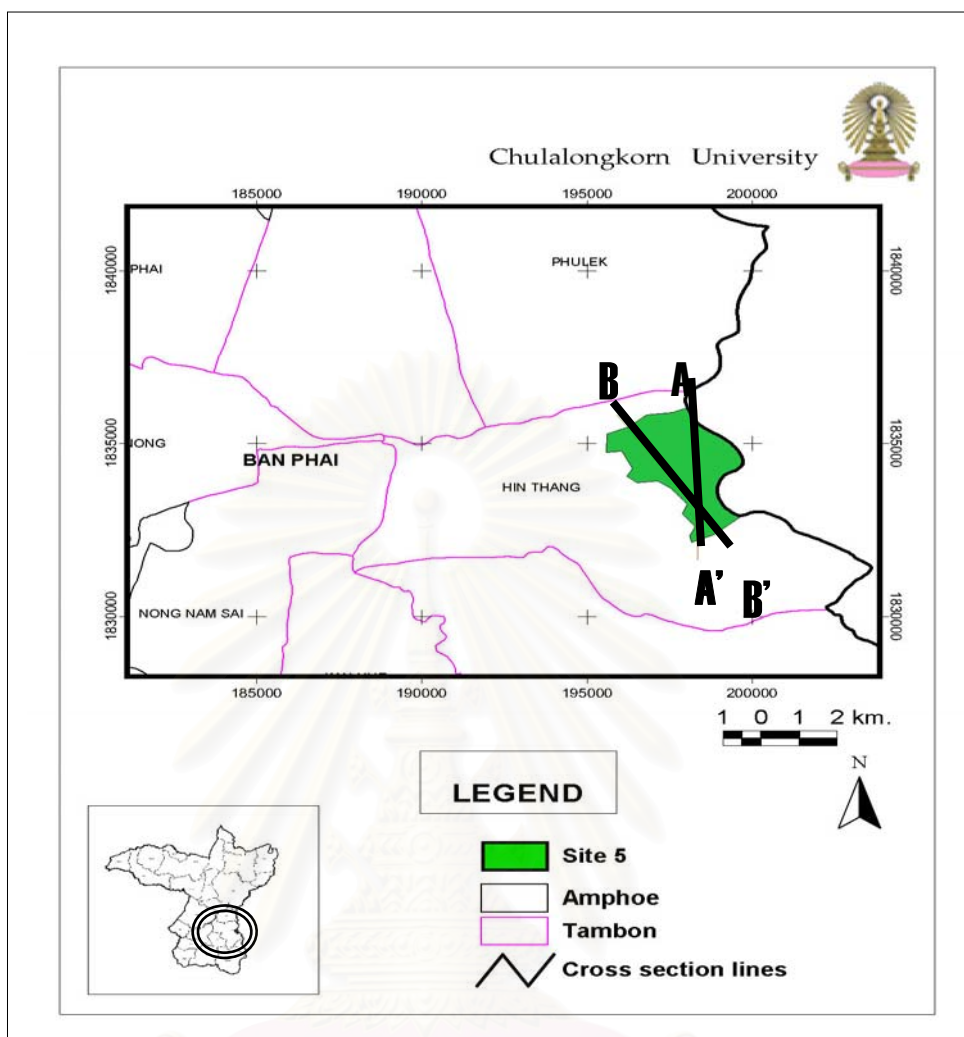 Chulalongkorn University
185000 190000 195000 200000
1840000 1840000
PHAI
PHULEK
B A
1835000 1835000
NONG
BAN PHAI
HIN THANG
A' B'
1830000 1830000
NONG NAM SAI
185000 190000 195000 200000
1 0 1 2 km.
N
LEGEND
Site 5
Amphoe
Tambon
Cross section lines